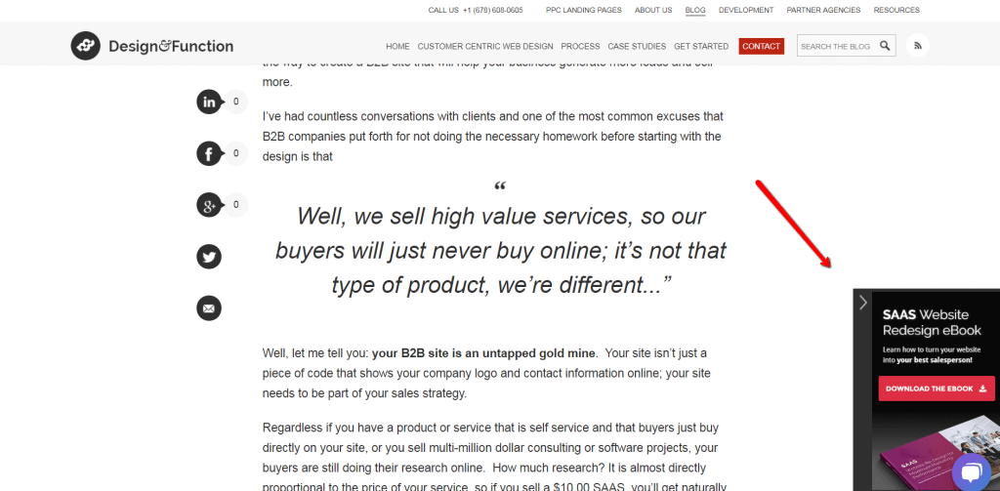 CALL US +1 (678) 608-0605 PPC LANDING PAGES ABOUT US BLOG DEVELOPMENT PARTNER AGENCIES RESOURCES
Design&Function HOME CUSTOMER CENTRIC WEB DESIGN PROCESS CASE STUDIES GET STARTED CONTACT SEARCH THE BLOG
the way to create a B2B site that will help your business generate more leads and sell
more.
in 0
I’ve had countless conversations with clients and one of the most common excuses that
B2B companies put forth for not doing the necessary homework before starting with the
design is that
f 0
“
g+ 0
Well, we sell high value services, so our
buyers will just never buy online; it’s not that
type of product, we’re different...”
Well, let me tell you: your B2B site is an untapped gold mine. Your site isn’t just a
piece of code that shows your company logo and contact information online; your site
needs to be part of your sales strategy.
Regardless if you have a product or service that is self service and that buyers just buy
directly on your site, or you sell multi-million dollar consulting or software projects, your
buyers are still doing their research online. How much research? It is almost directly
proportional to the price of your service, so if you sell a $10.00 SAAS, you’ll get naturally
SAAS Website
Redesign eBook
Learn how to turn your website
into your best salesperson!
DOWNLOAD THE EBOOK
SAAS